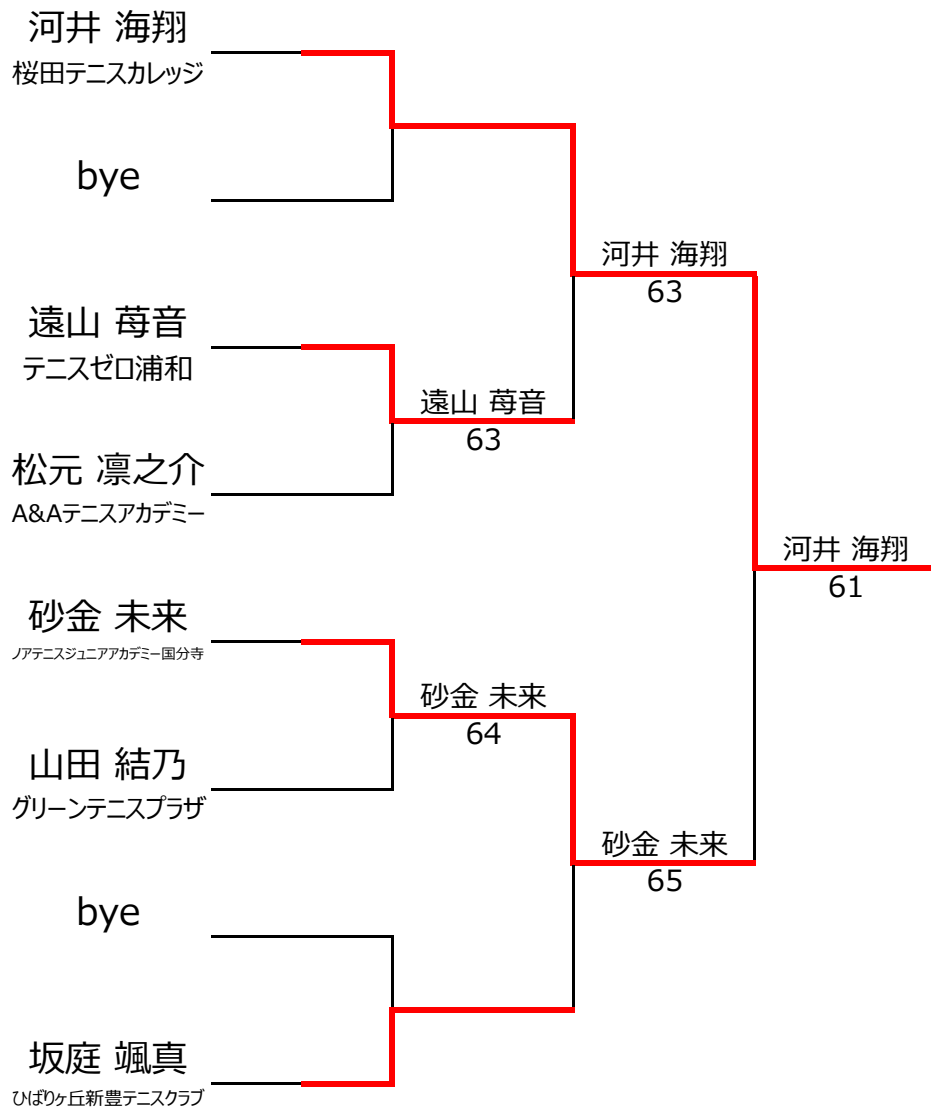 河井 海翔
桜田テニスカレッジ
bye
河井 海翔
63
遠山 苺音
テニスゼロ浦和
遠山 苺音
63
松元 凛之介
A&Aテニスアカデミー
河井 海翔
61
砂金 未来
ノアテニスジュニアアカデミー国分寺
砂金 未来
64
山田 結乃
グリーンテニスプラザ
砂金 未来
65
bye
坂庭 颯真
ひばりヶ丘新豊テニスクラブ